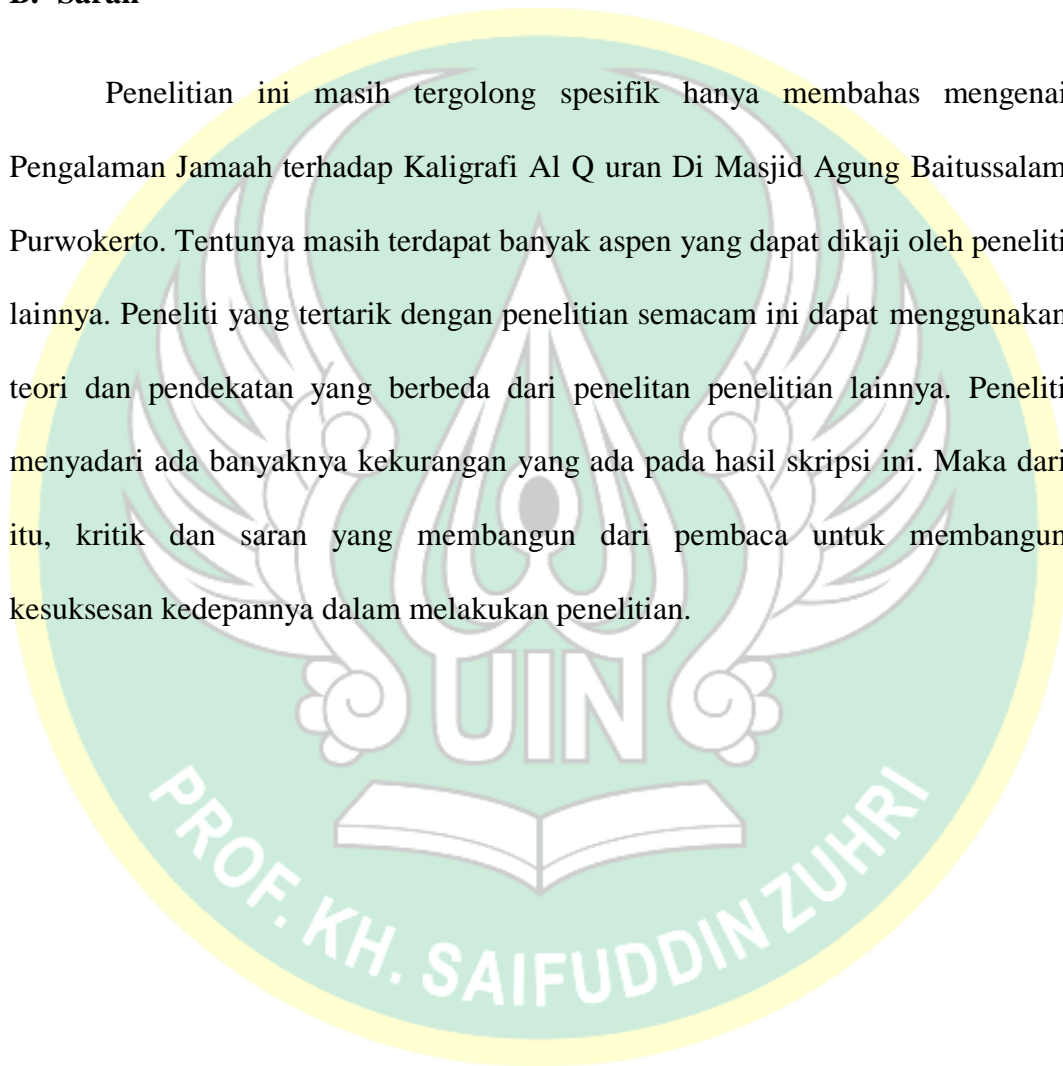 B. Saran
Penelitian ini masih tergolong spesifik hanya membahas mengenai
Pengalaman Jamaah terhadap Kaligrafi Al Q uran Di Masjid Agung Baitussalam
Purwokerto. Tentunya masih terdapat banyak aspen yang dapat dikaji oleh peneliti
lainnya. Peneliti yang tertarik dengan penelitian semacam ini dapat menggunakan
teori dan pendekatan yang berbeda dari penelitan penelitian lainnya. Peneliti
menyadari ada banyaknya kekurangan yang ada pada hasil skripsi ini. Maka dari
itu, kritik dan saran yang membangun dari pembaca untuk membangun
kesuksesan kedepannya dalam melakukan penelitian.
UIN
PROF. KH. SAIFUDDIN ZUHRI